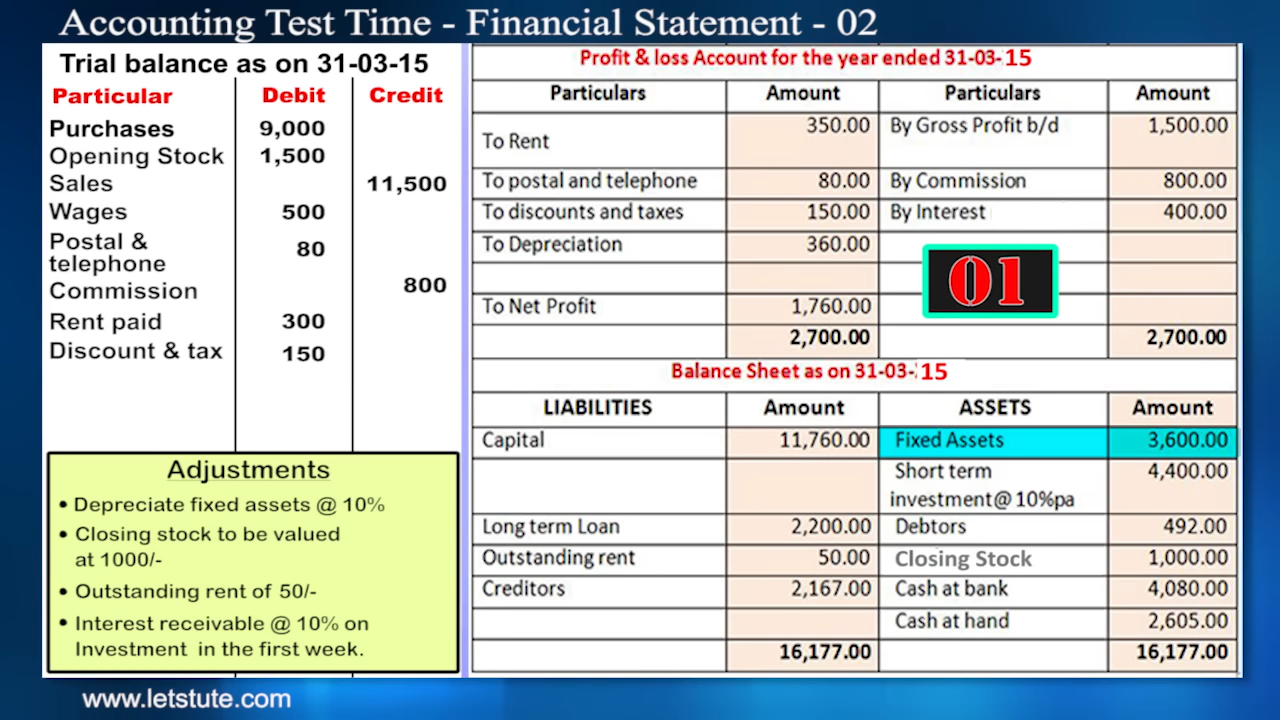 Accounting Test Time - Financial Statement - 02
Trial balance as on 31-03-15
Particular Debit Credit
Purchases 9,000
Opening Stock 1,500
Sales 11,500
Wages 500
Postal &
telephone 80
Commission 800
Rent paid 300
Discount & tax 150
Adjustments
• Depreciate fixed assets @ 10%
• Closing stock to be valued
at 1000/-
• Outstanding rent of 50/-
• Interest receivable @ 10% on
Investment in the first week.
Profit & loss Account for the year ended 31-03-15
Particulars Amount Particulars Amount
To Rent 350.00 By Gross Profit b/d 1,500.00
To postal and telephone 80.00 By Commission 800.00
To discounts and taxes 150.00 By Interest 400.00
To Depreciation 360.00
01
To Net Profit 1,760.00
2,700.00 2,700.00
Balance Sheet as on 31-03-15
LIABILITIES Amount ASSETS Amount
Capital 11,760.00 Fixed Assets 3,600.00
Short term 4,400.00
investment@ 10%pa
Long term Loan 2,200.00 Debtors 492.00
Outstanding rent 50.00 Closing Stock 1,000.00
Creditors 2,167.00 Cash at bank 4,080.00
Cash at hand 2,605.00
16,177.00 16,177.00
www.letstute.com